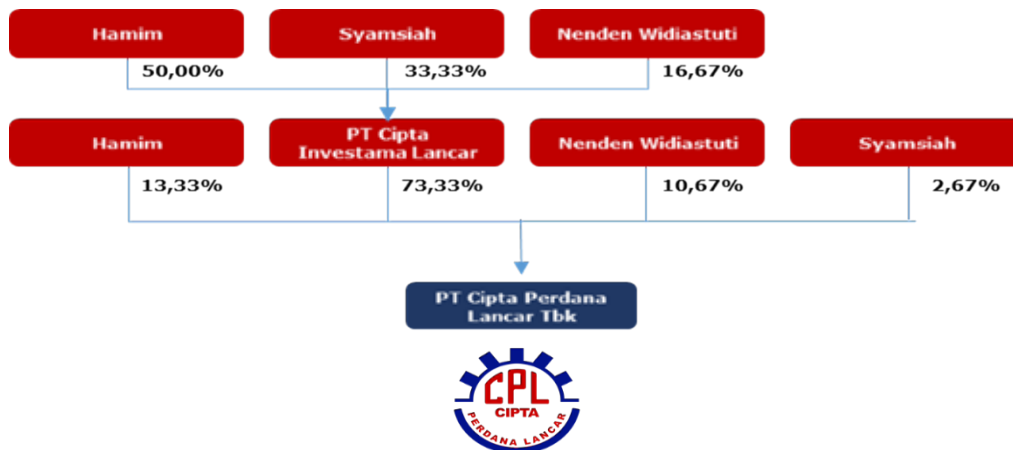 Hamim
Syamsiah
Nenden Widiastuti
50,00%
33,33%
16,67%
Hamim
PT Cipta
Investama Lancar
Nenden Widiastuti
Syamsiah
13,33%
73,33%
10,67%
2,67%
PT Cipta Perdana
Lancar Tbk
CPL
CIPTA
PERDANA LANCAR